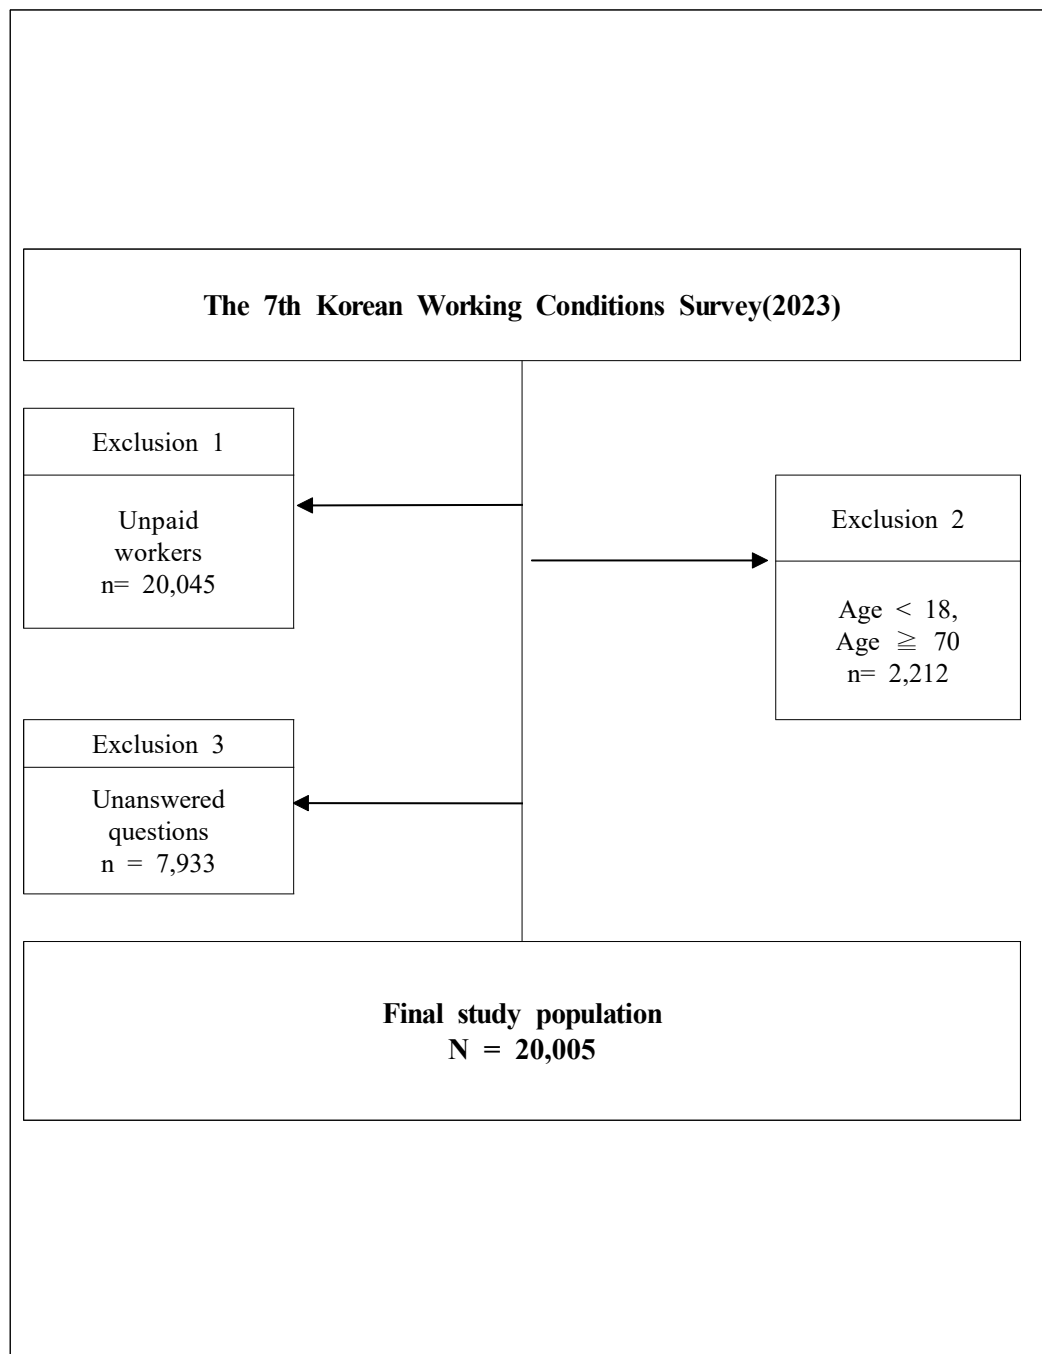 The 7th Korean Working Conditions Survey(2023)
Exclusion 1
Unpaid
workers
n= 20,045
Exclusion 2
Age < 18,
Age ≧ 70
n= 2,212
Exclusion 3
Unanswered
questions
n = 7,933
Final study population
N = 20,005